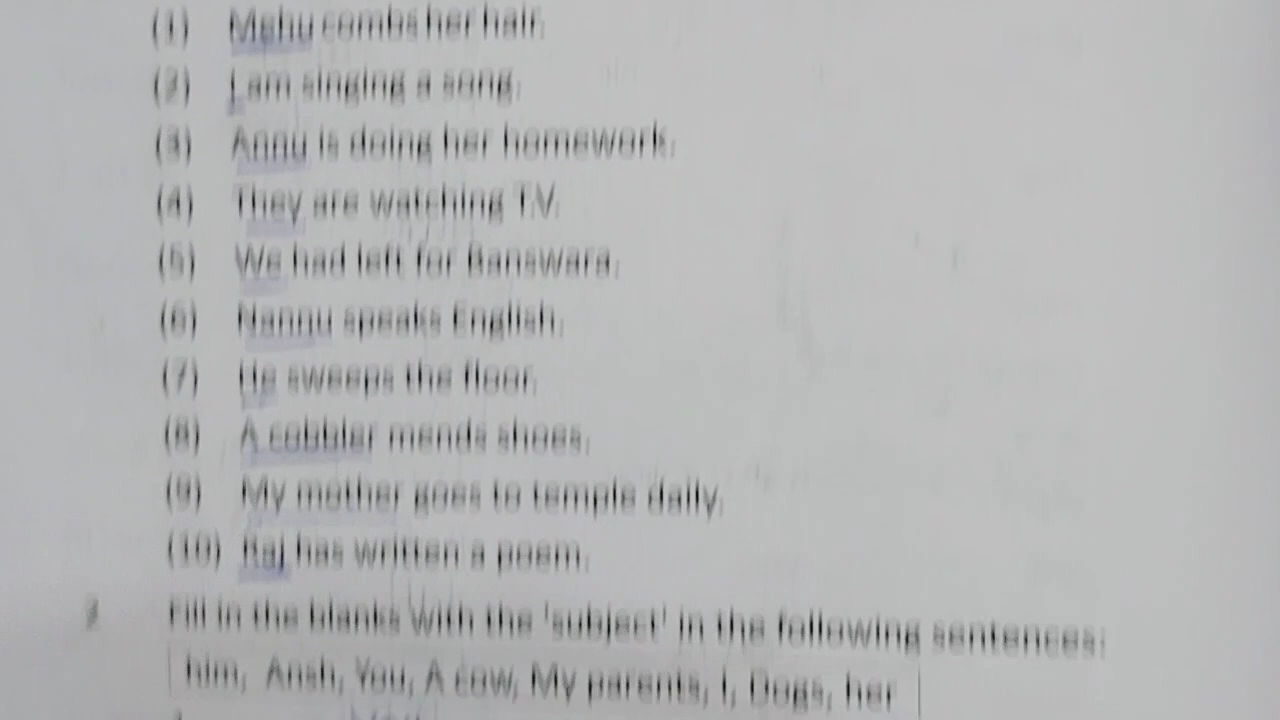 (1) Mehu combs her hair.
(2) I am singing a song.
(3) Annu is doing her homework.
(4) They are watching T.V.
(5) We had left for Banswara.
(6) Nannu speaks English.
(7) He sweeps the floor.
(8) A cobbler mends shoes.
(9) My mother goes to temple daily.
(10) Raj has written a poem.
2 Fill in the blanks with the 'subject' in the following sentences:
him, Ansh, You, A cow, My parents, I, Dogs, her